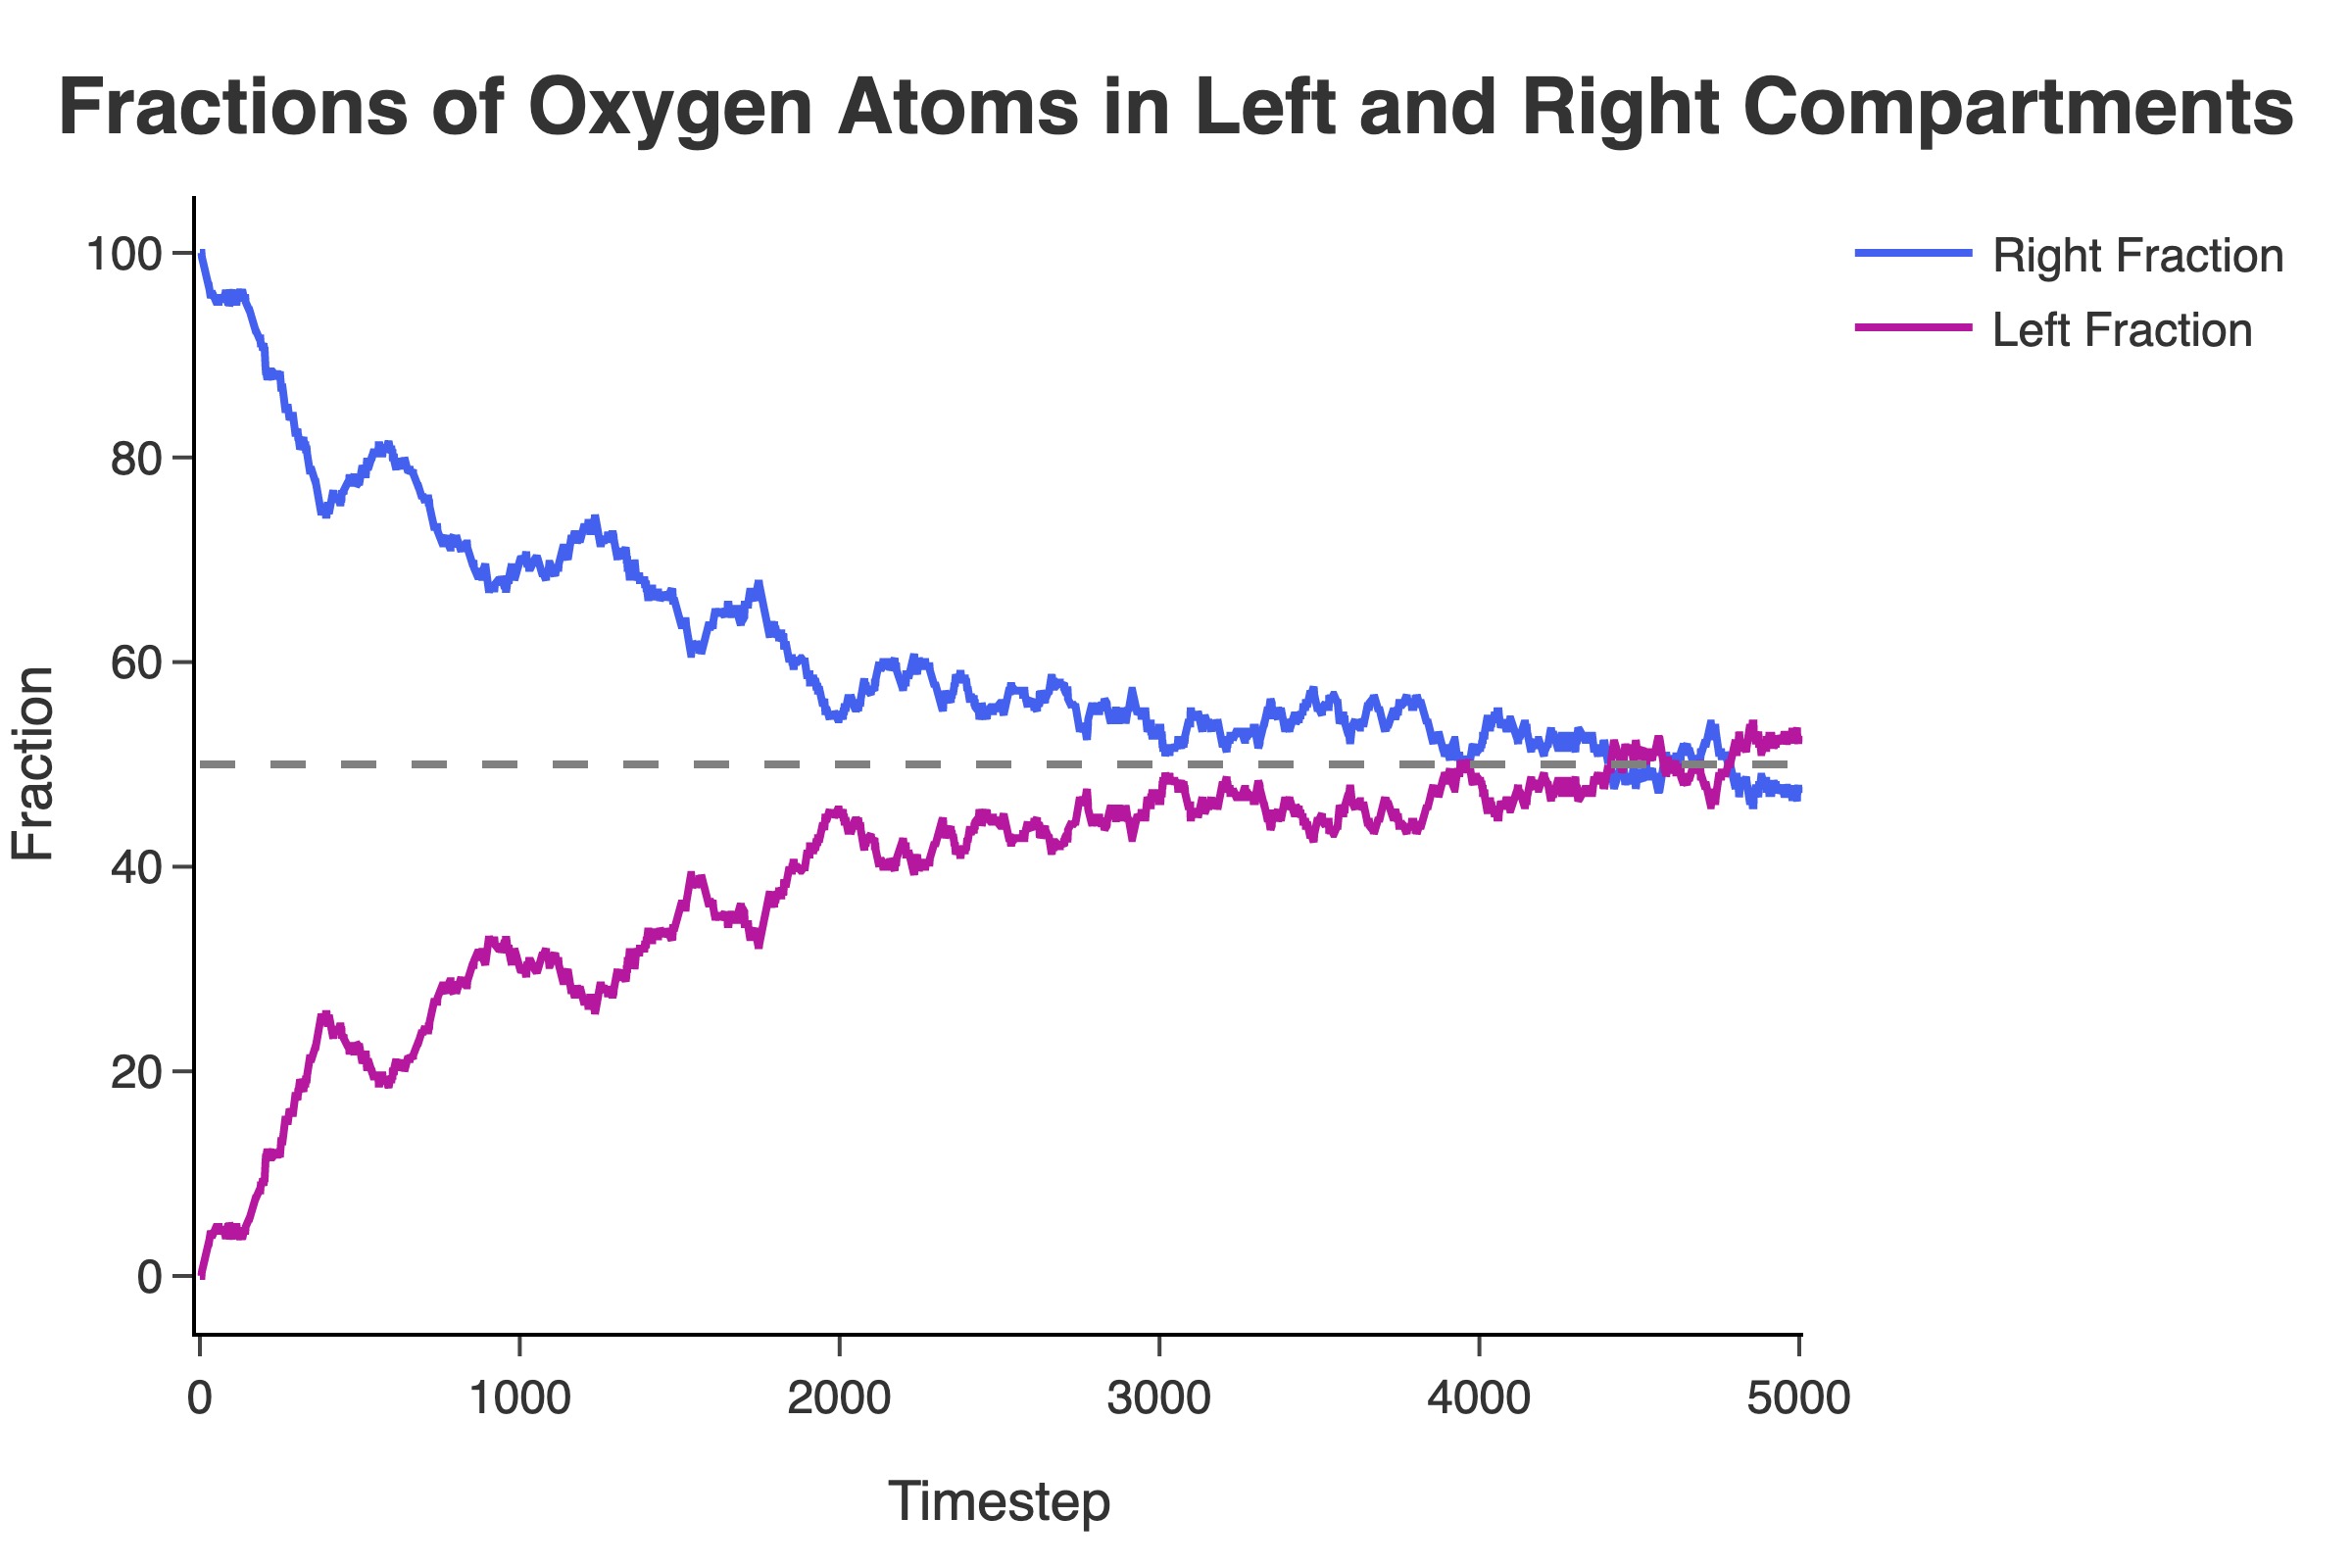 Fractions of Oxygen Atoms in Left and Right Compartments
Right Fraction
Left Fraction
100
80
60
40
20
0
Fraction
0 1000 2000 3000 4000 5000
Timestep